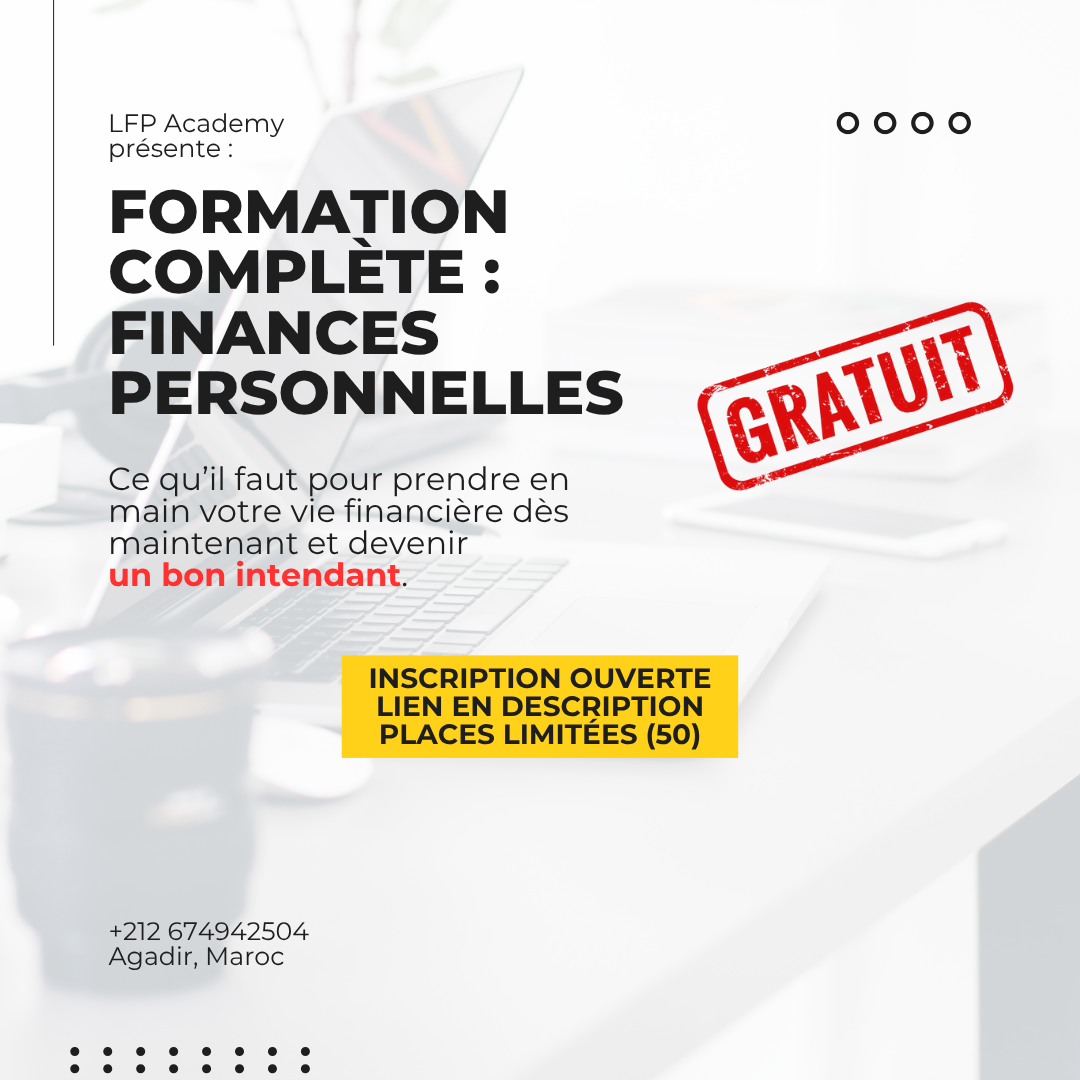 LFP Academy
présente :
FORMATION
COMPLÈTE :
FINANCES
PERSONNELLES
GRATUIT
Ce qu’il faut pour prendre en
main votre vie financière dès
maintenant et devenir
un bon intendant.
INSCRIPTION OUVERTE
LIEN EN DESCRIPTION
PLACES LIMITÉES (50)
+212 674942504
Agadir, Maroc